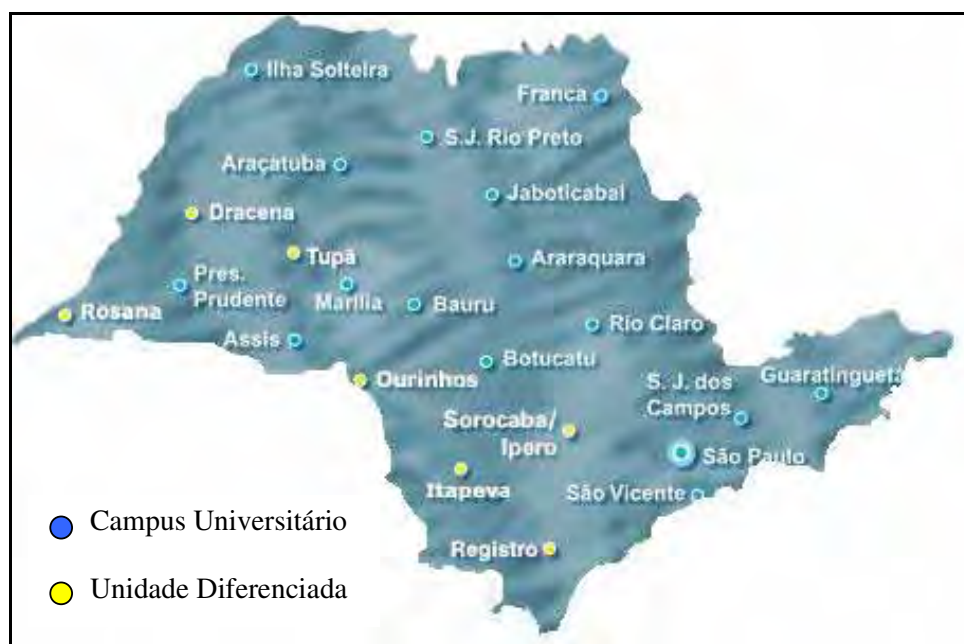 Ilha Solteira
Franca
S.J. Rio Preto
Araçatuba
Jaboticabal
Dracena
Tupã
Araraquara
Pres.
Prudente
Marília
Bauru
Rosana
Rio Claro
Assis
Botucatu
Ourinhos
S. J. dos
Campos
Guaratinguetá
Sorocaba/
Ipero
São Paulo
Itapeva
São Vicente
Registro
Campus Universitário
Unidade Diferenciada